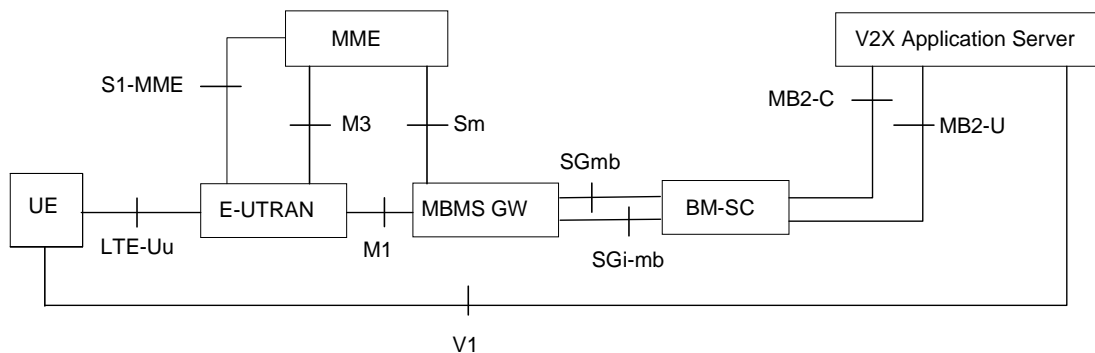 MME
V2X Application Server
S1-MME
MB2-C
M3
Sm
MB2-U
SGmb
UE
E-UTRAN
MBMS GW
BM-SC
LTE-Uu
M1
SGi-mb
V1